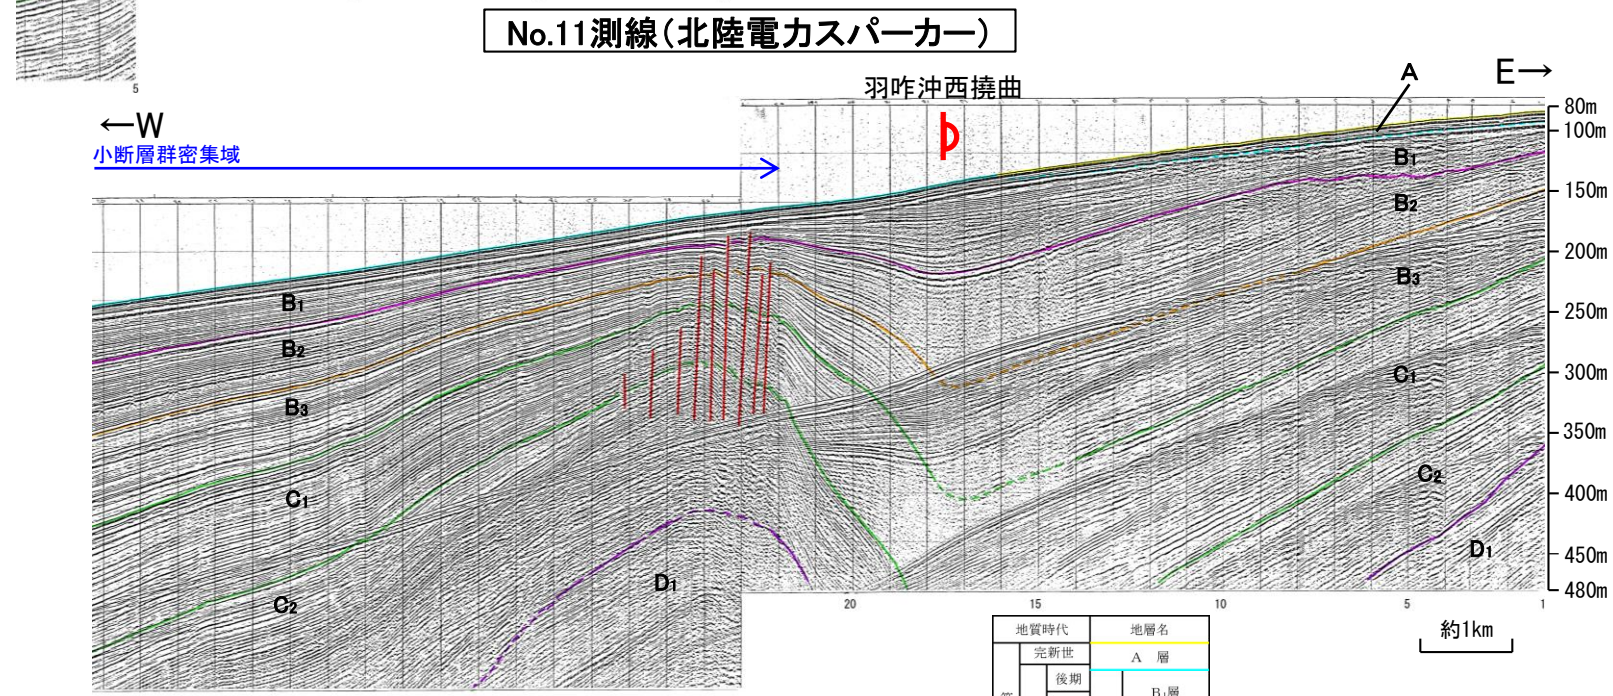 No.11測線(北陸電力スパーカー)
5
羽咋沖西撓曲
A
E→
←W
小断層群密集域
80m
100m
150m
200m
250m
300m
350m
400m
450m
480m
B1
B2
B3
C1
C2
D1
B1
B2
B3
C1
C2
D1
20
15
10
5
1
約1km
地質時代 地層名
完新世 A 層
後期 B1層